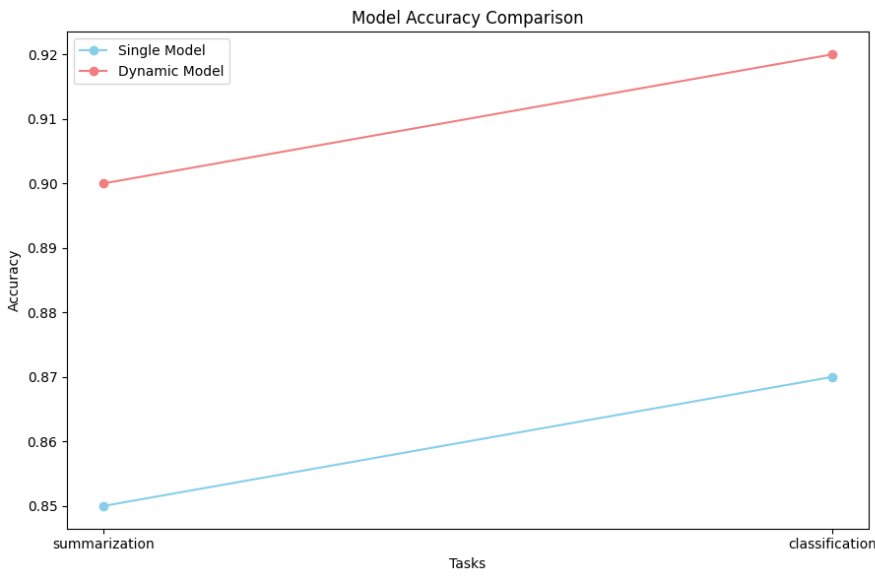 Model Accuracy Comparison
Single Model
Dynamic Model
0.92
0.91
0.90
0.89
0.88
0.87
0.86
0.85
Accuracy
summarization
classification
Tasks